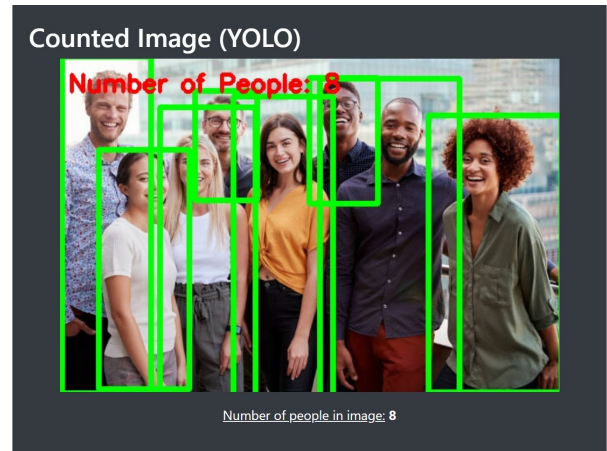 Counted Image (YOLO)
Number of People: 8
Number of people in image: 8